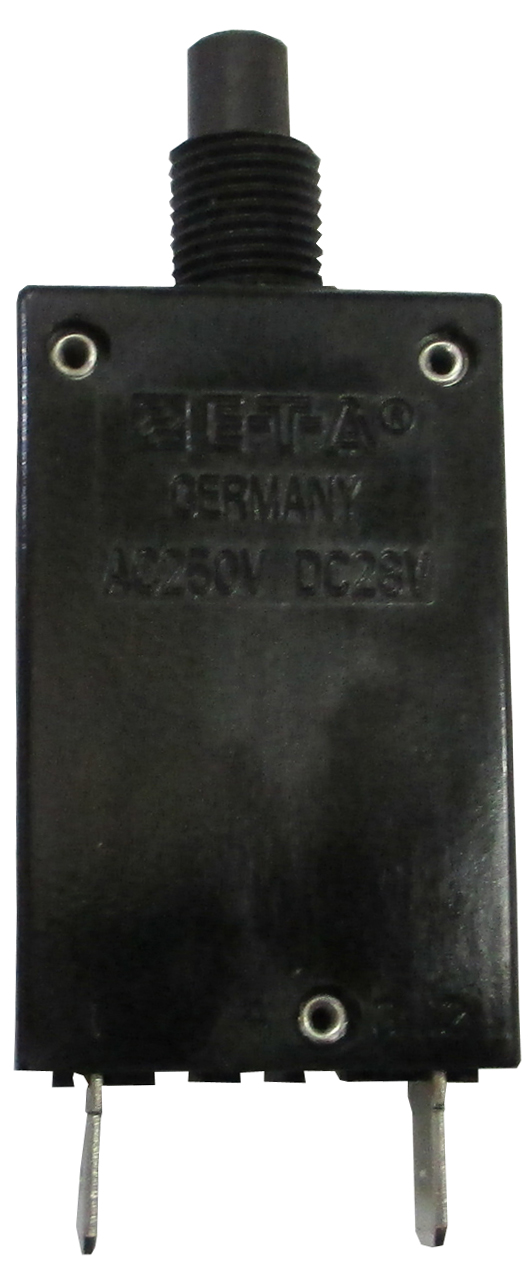 E-T-A®
GERMANY
AC250V DC28V